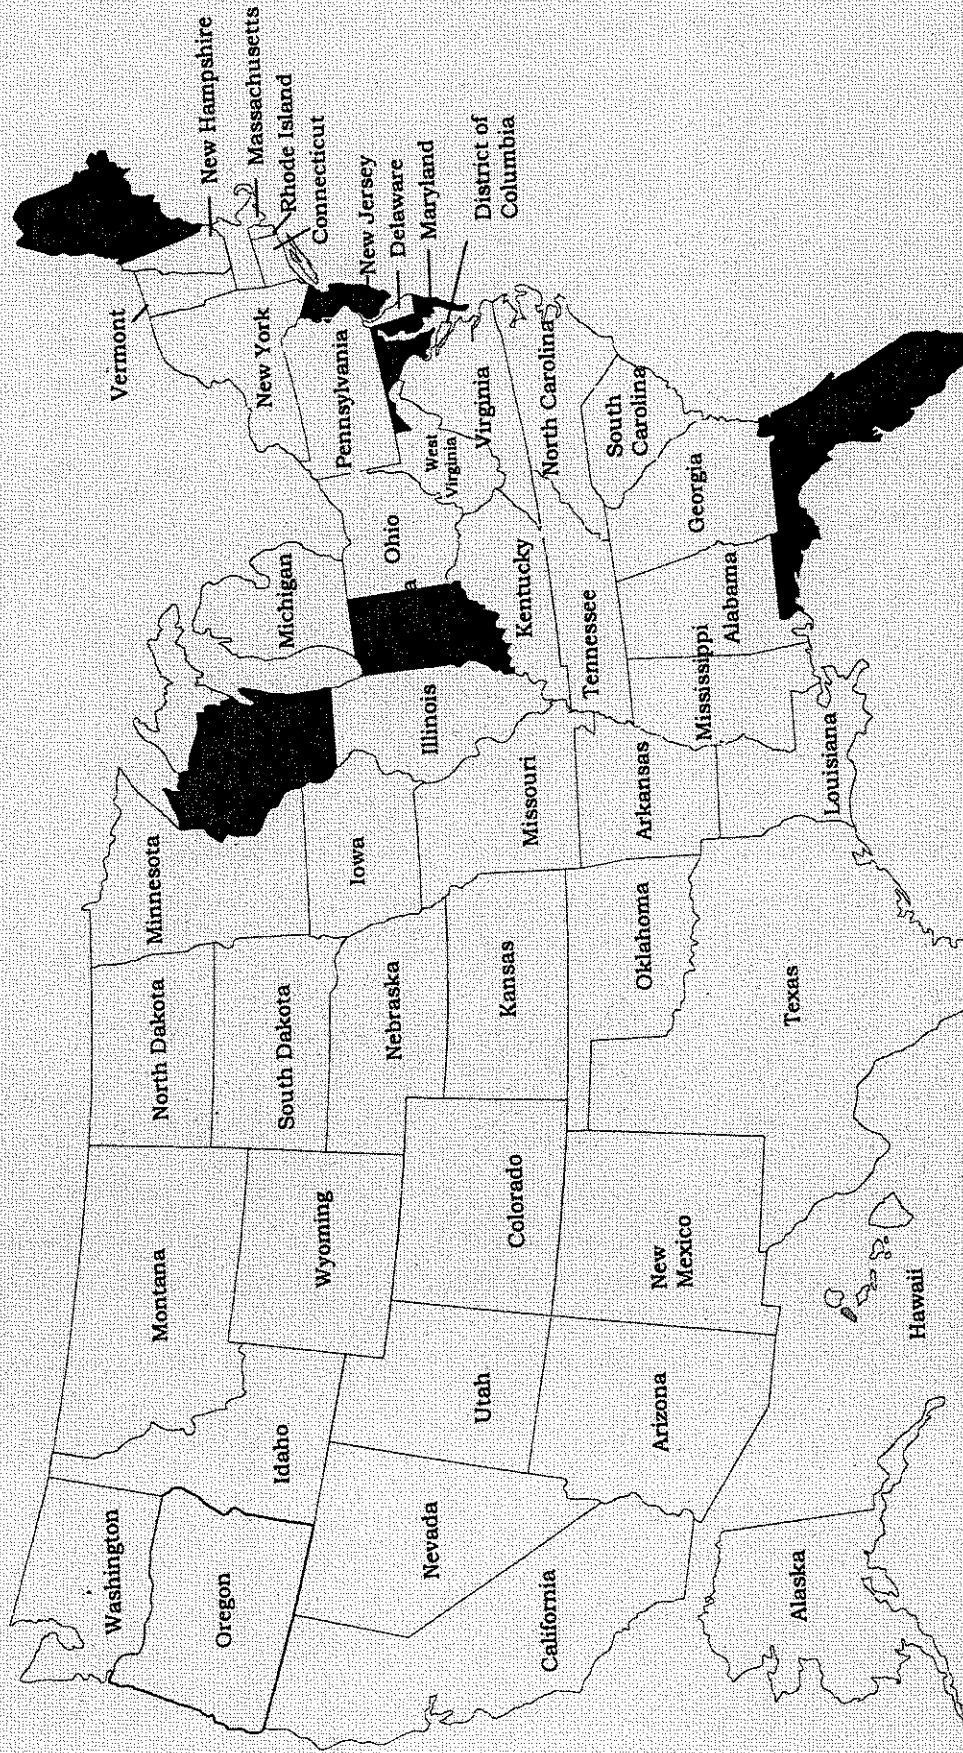 Washington
Oregon
California
Nevada
Idaho
Montana
Wyoming
Utah
Arizona
Colorado
New
Mexico
North Dakota
South Dakota
Nebraska
Kansas
Oklahoma
Texas
Minnesota
Iowa
Missouri
Arkansas
Louisiana
Illinois
Michigan
a
Ohio
Kentucky
Tennessee
Mississippi
Alabama
Georgia
South
Carolina
North Carolina
Virginia
West
Virginia
Pennsylvania
New York
Vermont
New Hampshire
Massachusetts
Rhode Island
Connecticut
New Jersey
Delaware
Maryland
District of
Columbia
Alaska
Hawaii